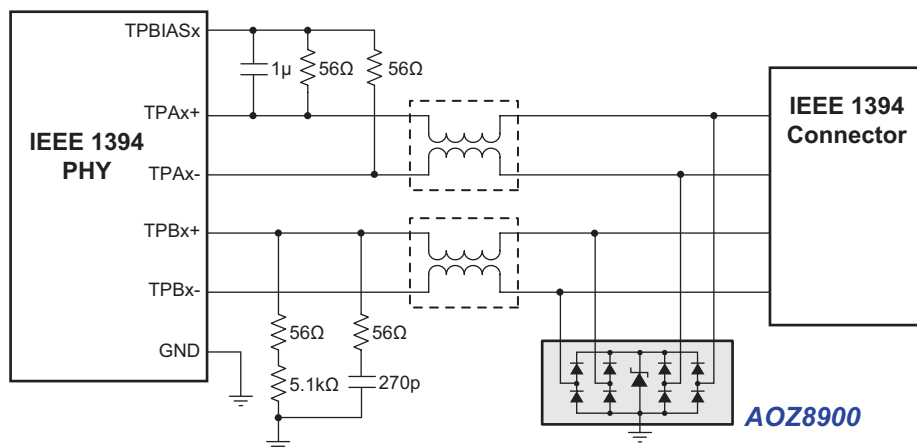 TPBIASx
1µ
56Ω
56Ω
TPAx+
IEEE 1394
PHY
TPAx-
IEEE 1394
Connector
TPBx+
TPBx-
56Ω
56Ω
GND
5.1kΩ
270p
AOZ8900